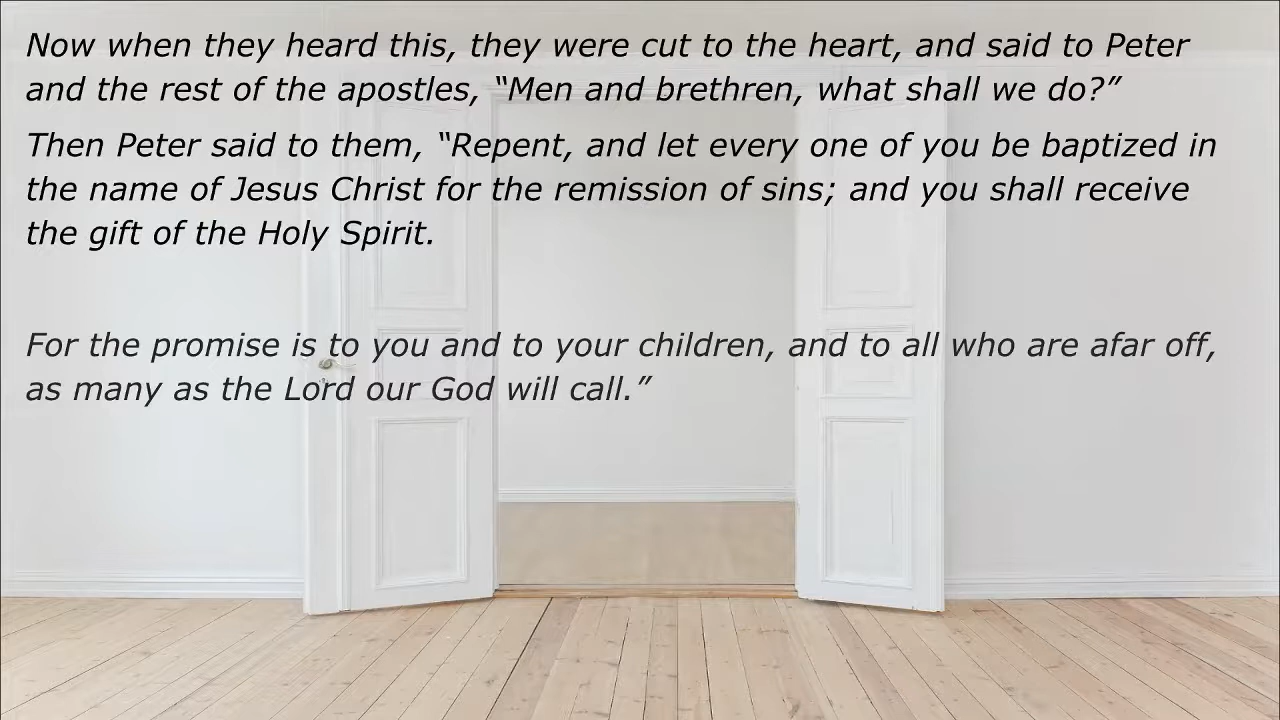 Now when they heard this, they were cut to the heart, and said to Peter
and the rest of the apostles, “Men and brethren, what shall we do?”
Then Peter said to them, “Repent, and let every one of you be baptized in
the name of Jesus Christ for the remission of sins; and you shall receive
the gift of the Holy Spirit.
For the promise is to you and to your children, and to all who are afar off,
as many as the Lord our God will call.”